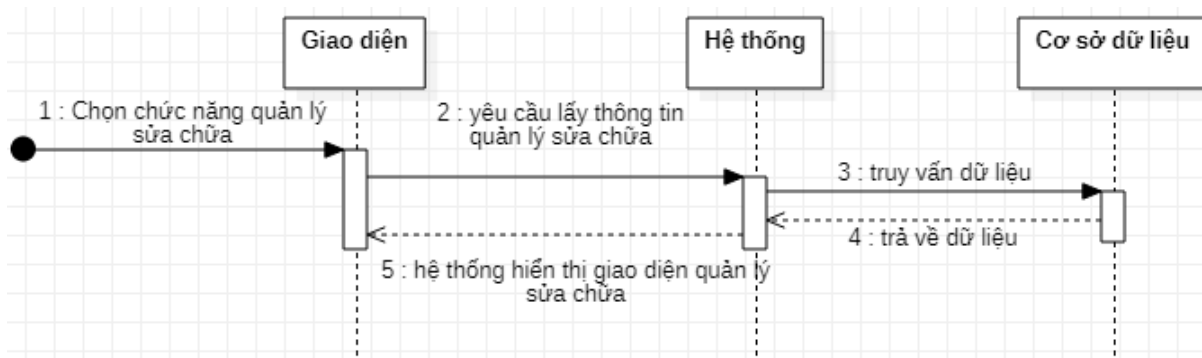 Giao diện
Hệ thống
Cơ sở dữ liệu
1 : Chọn chức năng quản lý
sửa chữa
2 : yêu cầu lấy thông tin
quản lý sửa chữa
3 : truy vấn dữ liệu
4 : trả về dữ liệu
5 : hệ thống hiển thị giao diện quản lý
sửa chữa